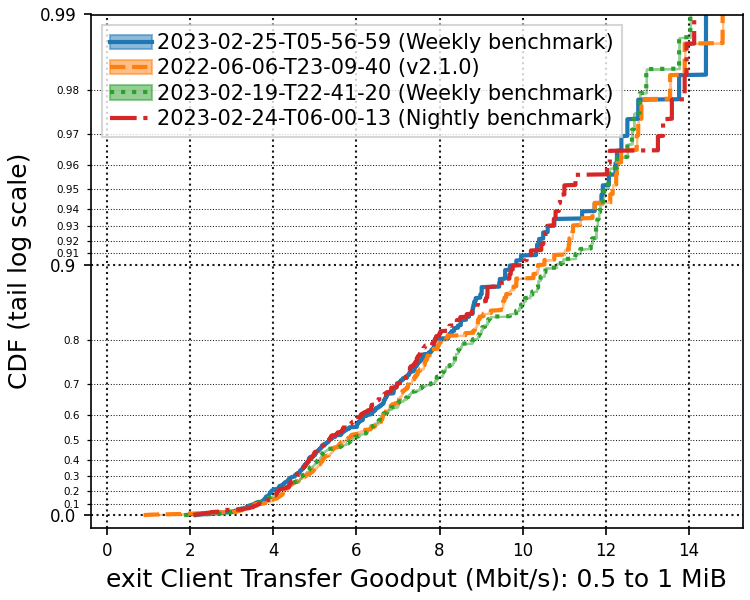 0.99
2023-02-25-T05-56-59 (Weekly benchmark)
2022-06-06-T23-09-40 (v2.1.0)
2023-02-19-T22-41-20 (Weekly benchmark)
2023-02-24-T06-00-13 (Nightly benchmark)
0.98
0.97
0.96
0.95
0.94
0.93
0.92
0.91
0.9
0.8
0.7
0.6
0.5
0.4
0.3
0.2
0.1
0.0
CDF (tail log scale)
0 2 4 6 8 10 12 14
exit Client Transfer Goodput (Mbit/s): 0.5 to 1 MiB